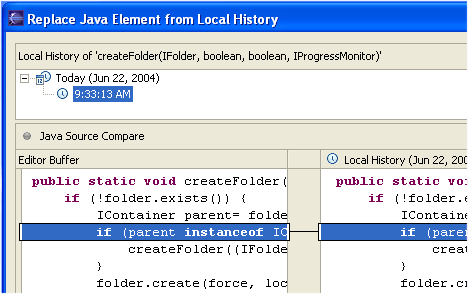 Replace Java Element from Local History
Local History of 'createFolder(IFolder, boolean, boolean, IProgressMonitor)'
Today (Jun 22, 2004)
9:33:13 AM
Java Source Compare
Editor Buffer
public static void createFolder(
if (!folder.exists()) {
IContainer parent= folde
if (parent instanceof IC
createFolder((IFolde
}
folder.create(force, loc
Local History (Jun 22, 200
public static
if (!folder.e
IContaine
if (paren
createF
}
folder.cr